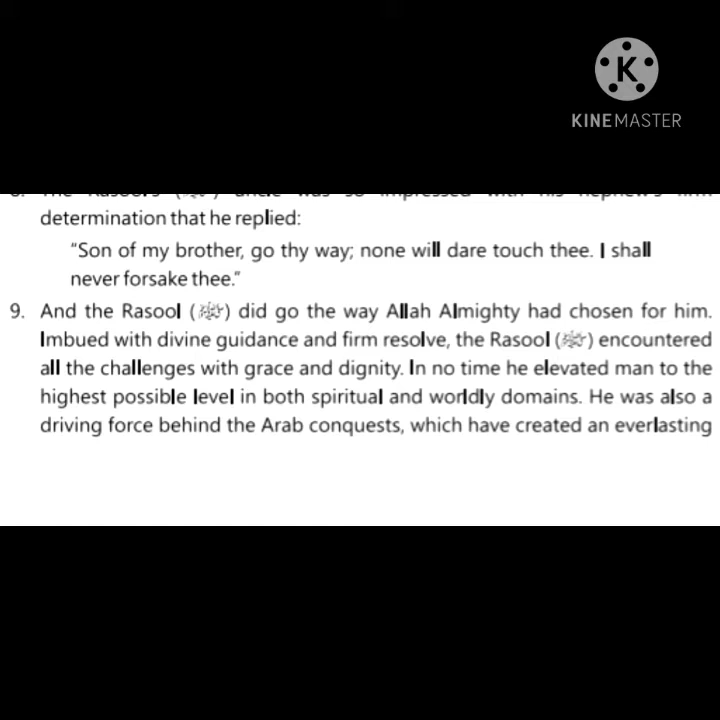 K
KINEMASTER
determination that he replied:
"Son of my brother, go thy way; none will dare touch thee. I shall
never forsake thee."
9. And the Rasool (ﷺ) did go the way Allah Almighty had chosen for him.
Imbued with divine guidance and firm resolve, the Rasool (ﷺ) encountered
all the challenges with grace and dignity. In no time he elevated man to the
highest possible level in both spiritual and worldly domains. He was also a
driving force behind the Arab conquests, which have created an everlasting